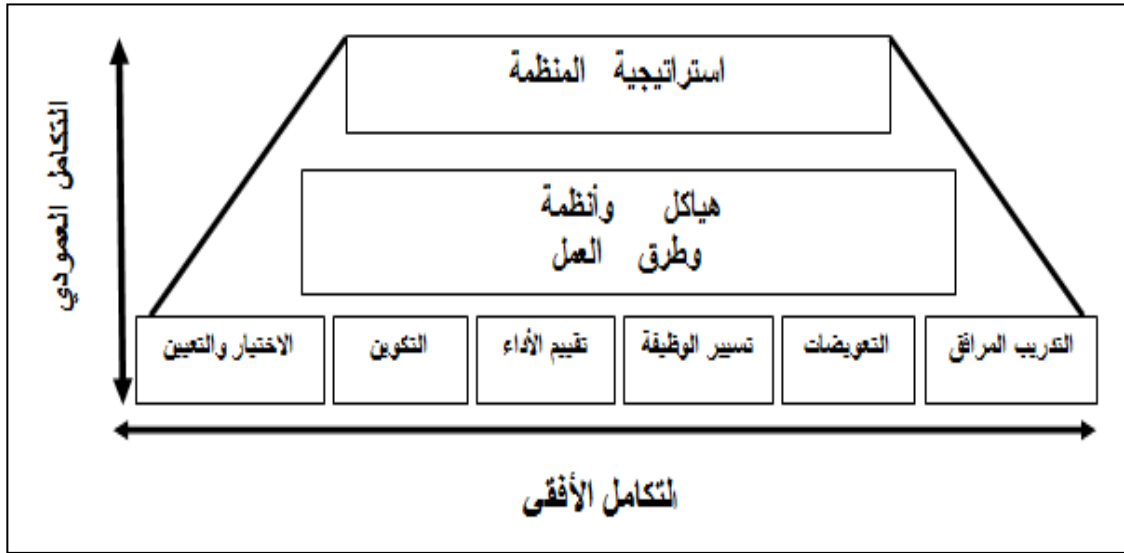 استراتيجية المنظمة
هياكل وأنظمة
وطرق العمل
التدريب المرافق
التعويضات
تسيير الوظيفة
تقييم الأداء
التكوين
الاختيار والتعيين
التكامل العمودي
التكامل الأفقي